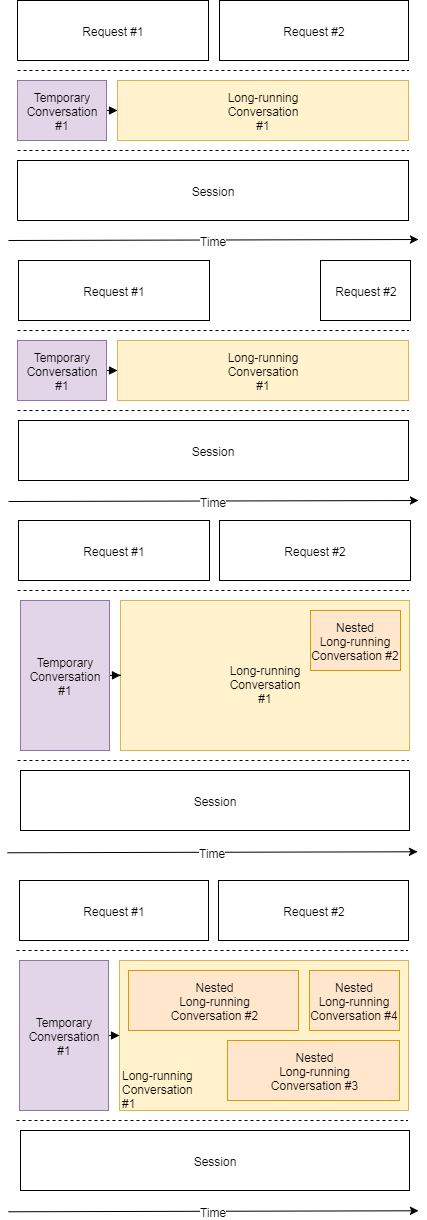 Request #1
Request #2
Temporary
Conversation
#1
Long-running
Conversation
#1
Session
Time
Request #1
Request #2
Temporary
Conversation
#1
Long-running
Conversation
#1
Session
Time
Request #1
Request #2
Temporary
Conversation
#1
Nested
Long-running
Conversation #2
Long-running
Conversation
#1
Session
Time
Request #1
Request #2
Temporary
Conversation
#1
Nested
Long-running
Conversation #2
Nested
Long-running
Conversation #4
Nested
Long-running
Conversation #3
Long-running
Conversation
#1
Session
Time